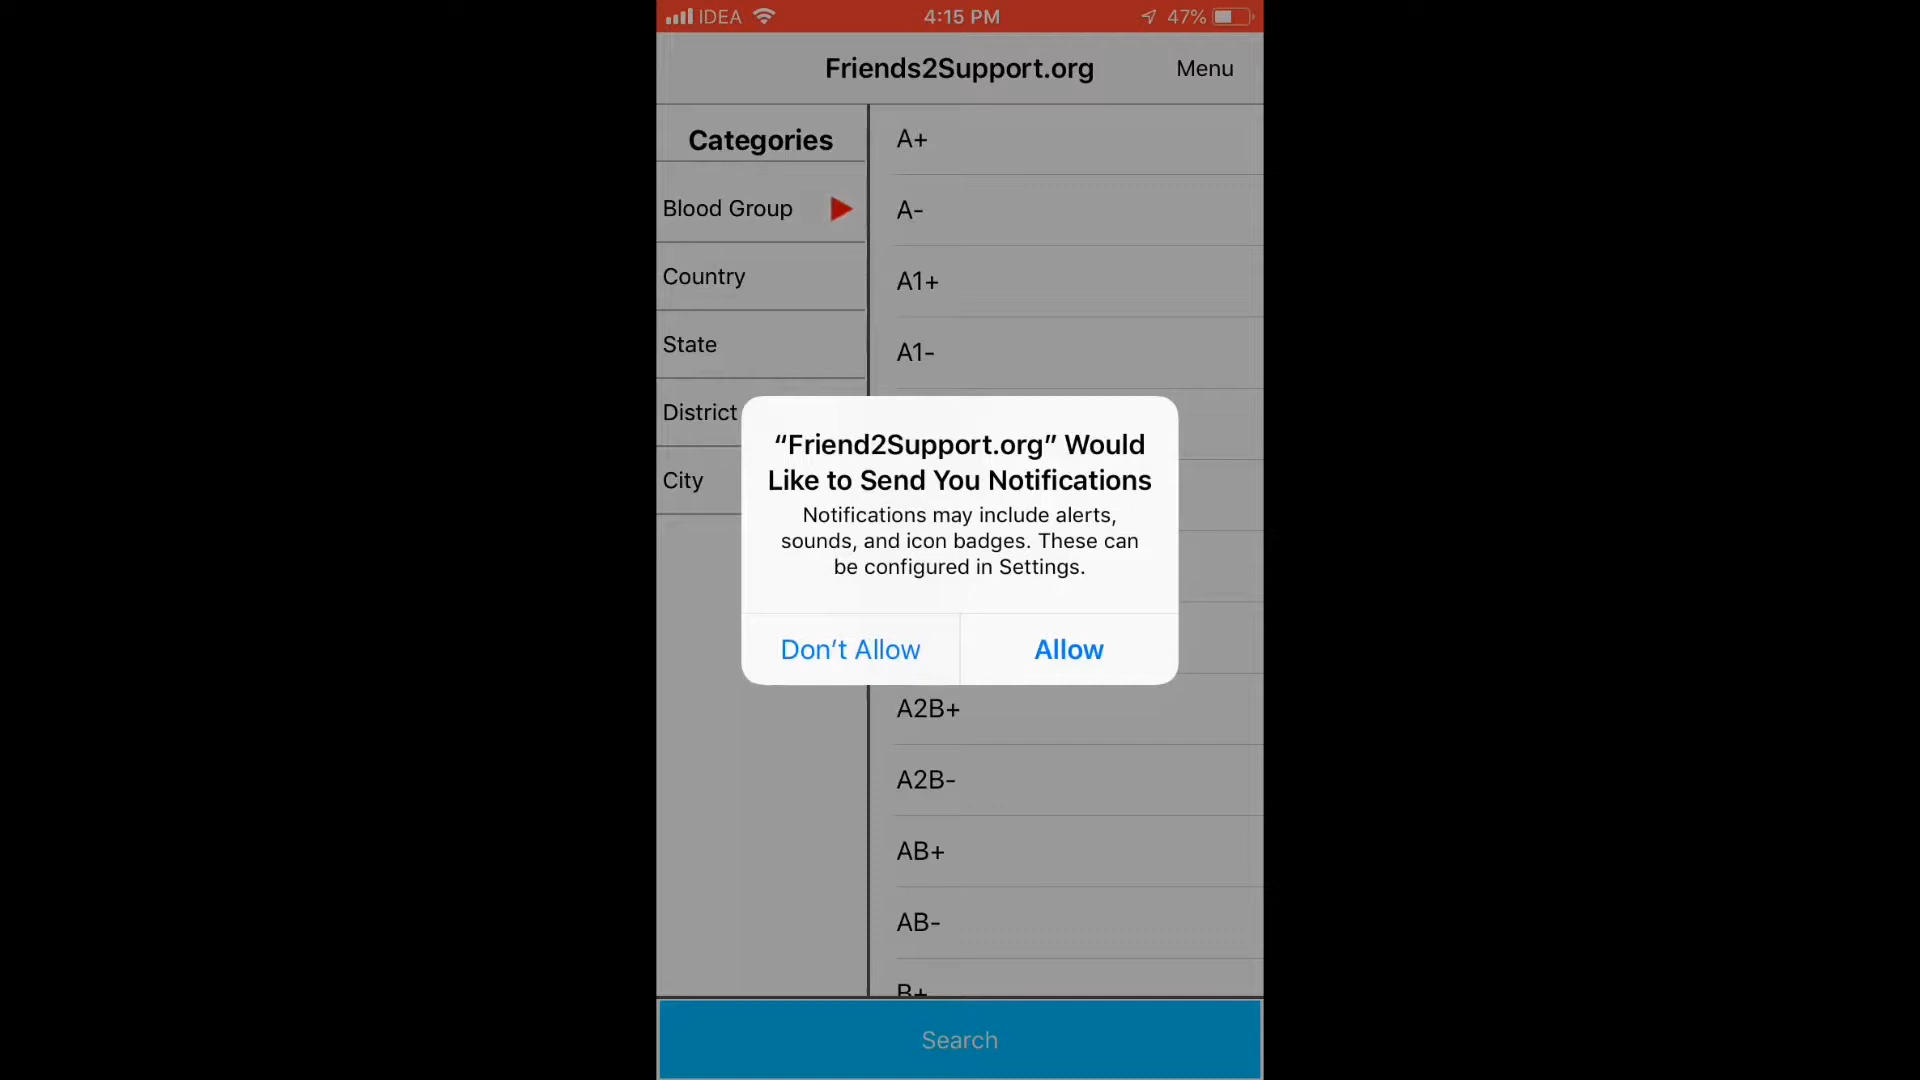 IDEA 4:15 PM 47%
Friends2Support.org Menu
Categories
Blood Group
Country
State
District
City
A+
A-
A1+
A1-
“Friend2Support.org” Would
Like to Send You Notifications
Notifications may include alerts,
sounds, and icon badges. These can
be configured in Settings.
Don’t Allow Allow
A2B+
A2B-
AB+
AB-
B+
Search